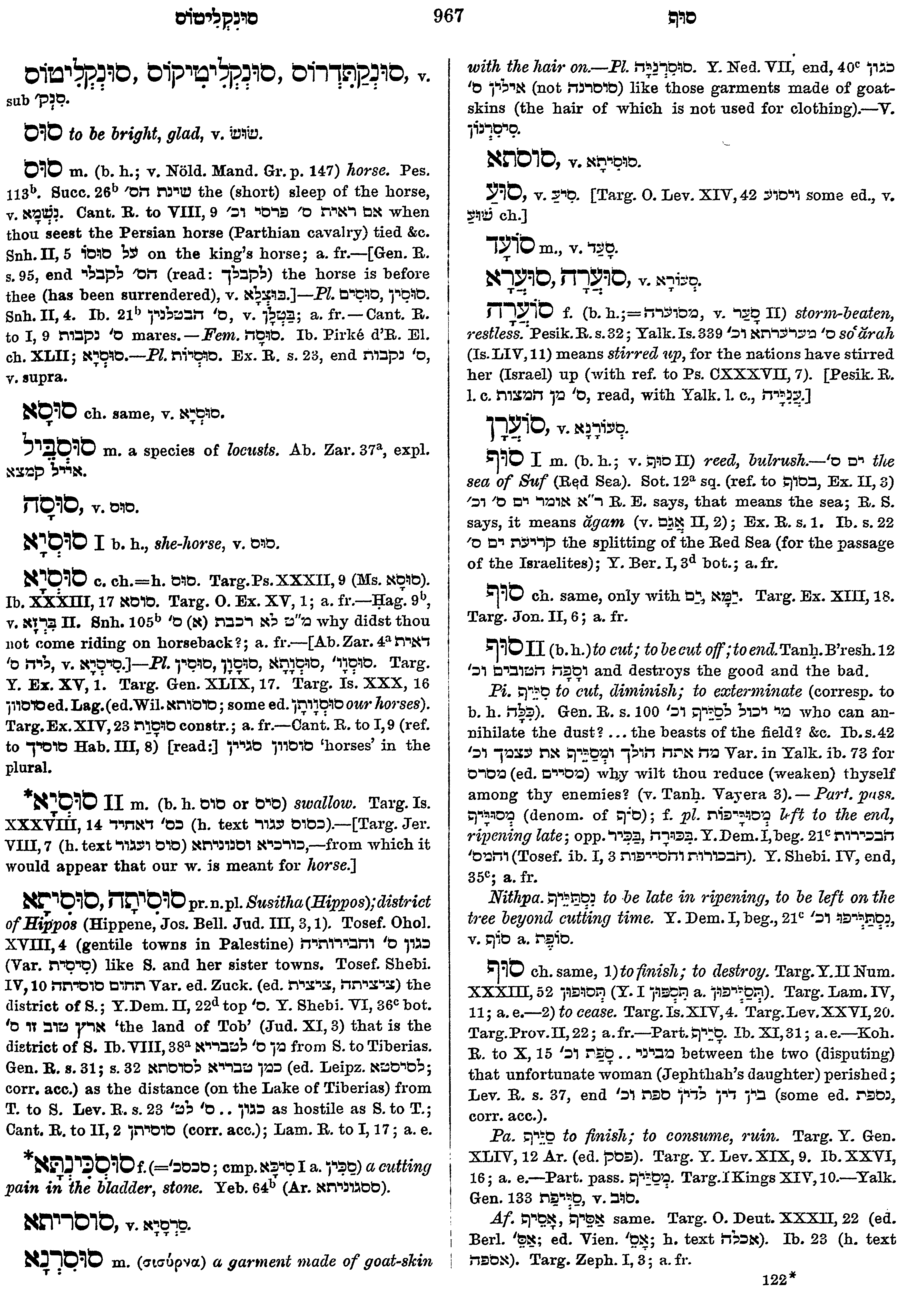 סוּנְקְלִיטוֹס 967 סוּף
סוּנְקַתֶּדְרוֹס, סוּנְקְלִיטִיקוֹס, סוּנְקְלִיטוֹס, v.
sub סַנְק׳.
סוּס to be bright, glad, v. שׂוּשׂ.
סוּס m. (b. h.; v. Nöld. Mand. Gr. p. 147) horse. Pes.
113b. Succ. 26b שינת הס׳ the (short) sleep of the horse,
v. נִשְׁמָא. Cant. R. to VIII, 9 אם ראית ס׳ פרסי וכ׳ when
thou seest the Persian horse (Parthian cavalry) tied &c.
Snh. II, 5 על סוּסוֹ on the king's horse; a. fr.—[Gen. R.
s. 95, end הס׳ לקבלי (read: לקבלך) the horse is before
thee (has been surrendered), v. .]—Pl. סוּסִים, סוּסִין.
Snh. II, 4. Ib. 21b ס׳ הבטלנין, v. בַּטְלָן; a. fr.—Cant. R.
to I, 9 ס׳ נקבות mares.—Fem. סוּסָה. Ib. Pirké d'R. El.
ch. XLII; סוּסְיָא.—Pl. סוּסְיוֹת. Ex. R. s. 23, end ס׳ נקבות,
v. supra.
סוּסָא ch. same, v. סוּסְיָא.
סוּסְבֵּיל m. a species of locusts. Ab. Zar. 37a, expl.
אייל קמצא.
סוּסָה, v. סוּס.
סוּסְיָא I b. h., she-horse, v. סוּס.
סוּסְיָא c. ch.=h. סוּס. Targ. Ps. XXXII, 9 (Ms. סוּסָא).
Ib. XXXIII, 17 סוסא. Targ. O. Ex. XV, 1; a. fr.—Ḥag. 9b,
v. בַּרְזָא II. Snh. 105b מ״ט לא רכבת (א) ס׳ why didst thou
not come riding on horseback?; a. fr.—[Ab. Zar. 4a דאית
ליה ס׳, v. סִיסְיָא.]—Pl. סוּסְוָו׳, סוּסְוָתָא, סוּסְוָן, סוּסִין. Targ.
Y. Ex. XV, 1. Targ. Gen. XLIX, 17. Targ. Is. XXX, 16
סוסוון ed. Lag. (ed. Wil. סוסותא; some ed. סוּסְוָותָן our horses).
Targ. Ex. XIV, 23 סוּסְוַת constr.; a. fr.—Cant. R. to I, 9 (ref.
to סוסיך Hab. III, 8) [read:] סוסוון סגיין 'horses' in the
plural.
*סוּסְיָא II m. (b. h. סוס or סיס) swallow. Targ. Is.
XXXVIII, 14 כס׳ דאחיד (h. text כסוס עגור).—[Targ. Jer.
VIII, 7 (h. text סוס ועגור) כורכיא וסנוניתא,—from which it
would appear that our w. is meant for horse.]
סוּסִיתָה, סוּסִיתָא pr. n. pl. Susitha (Hippos); district
of Hippos (Hippene, Jos. Bell. Jud. III, 3, 1). Tosef. Ohol.
XVIII, 4 (gentile towns in Palestine) כגון ס׳ וחבירותיה
(Var. סִיסִית) like S. and her sister towns. Tosef. Shebi.
IV, 10 תחום סוסיתה Var. ed. Zuck. (ed. ציצית, ציציתה) the
district of S.; Y. Dem. II, 22d top ס׳. Y. Shebi. VI, 36c bot.
ארץ טוב זו ס׳ 'the land of Tob' (Jud. XI, 3) that is the
district of S. Ib. VIII, 38a מן ס׳ לטבריא from S. to Tiberias.
Gen. R. s. 31; s. 32 כמן טבריא לסוסתא (ed. Leipz. לסיסטא;
corr. acc.) as the distance (on the Lake of Tiberias) from
T. to S. Lev. R. s. 23 כגון .. ס׳ לט׳ as hostile as S. to T.;
Cant. R. to II, 2 סוסיתן (corr. acc.); Lam. R. to I, 17; a. e.
*סוּסְכִּינְתָּא f. (=סכסכ׳; cmp. סִיכָּא I a. סַכִּין) a cutting
pain in the bladder, stone. Yeb. 64b (Ar. ססגוניתא).
סוסריתא, v. סַרְסְיָא.
סוּסִרְנָא m. (σισύρνα) a garment made of goat-skin
with the hair on.—Pl. סוּסִרְנַיָּה. Y. Ned. VII, end, 40c כגון
אילין ס׳ (not סוסרינה) like those garments made of goat-
skins (the hair of which is not used for clothing).—V.
סִיסַרְנוֹן.
סוסתא, v. סוּסִיתָא.
סוּעַ, v. סִיעַ. [Targ. O. Lev. XIV, 42 ויסוע some ed., v.
שׁוּעַ ch.]
סוֹעָד m., v. סַעַד.
סוּעֲרָא, סוּעֲרָה, v. סְעוֹרָא.
סוֹעֲרָה f. (b. h.;=מסוערה, v. סָעַר II) storm-beaten,
restless. Pesik. R. s. 32; Yalk. Is. 339 ס׳ מערערתא וכ׳ so‘ărah
(Is. LIV, 11) means stirred up, for the nations have stirred
her (Israel) up (with ref. to Ps. CXXXVII, 7). [Pesik. R.
l. c. ס׳ מן המצות, read, with Yalk. l. c., עֲנִיָּיה.]
סוֹעֲרָן, v. סְעוֹרָנָא.
סוּף I m. (b. h.; v. סוּף II) reed, bulrush.—ים ס׳ the
sea of Suf (Red Sea). Sot. 12a sq. (ref. to בסוף, Ex. II, 3)
ר״א אומר ים ס׳ וכ׳ R. E. says, that means the sea; R. S.
says, it means ăgam (v. אֲגַם II, 2); Ex. R. s. 1. Ib. s. 22
קריעת ים ס׳ the splitting of the Red Sea (for the passage
of the Israelites); Y. Ber. I, 3d bot.; a. fr.
סוּף ch. same, only with יַם, יַמָּא. Targ. Ex. XIII, 18.
Targ. Jon. II, 6; a. fr.
סוּף II (b. h.) to cut; to be cut off; to end. Tanḥ. B'resh. 12
וסָפָה הטובים וכ׳ and destroys the good and the bad.
Pi. סִיֵּיף to cut, diminish; to exterminate (corresp. to
b. h. כִּלָּה). Gen. R. s. 100 מי יכול לסַיֵּיף וכ׳ who can an-
nihilate the dust? ... the beasts of the field? &c. Ib. s. 42
מה אתה הולך ומְסַיֵּיף את עצמך וכ׳ Var. in Yalk. ib. 73 for
מסרס (ed. מסיים) why wilt thou reduce (weaken) thyself
among thy enemies? (v. Tanḥ. Vayera 3).—Part. pass.
מְסוּיָּיף (denom. of סוֹף); f. pl. מְסוּיָּיפוֹת left to the end,
ripening late; opp. בַּכִּיר, בַּכּוּרָה. Y. Dem. I, beg. 21c הבכירות
והמס׳ (Tosef. ib. I, 3 הבכורות והסייפות). Y. Shebi. IV, end,
35c; a. fr.
Nithpa. נִסְתַּיֵּיף to be late in ripening, to be left on the
tree beyond cutting time. Y. Dem. I, beg., 21c נִסְתַּיְּיפוּ וכ׳,
v. סוֹף a. סוֹפָה.
סוּף ch. same, 1) to finish; to destroy. Targ. Y. II Num.
XXXIII, 52 תְּסוּפוּן (Y. I תְּסַפּוּן a. תְּסַיְיפוּן). Targ. Lam. IV,
11; a. e.—2) to cease. Targ. Is. XIV, 4. Targ. Lev. XXVI, 20.
Targ. Prov. II, 22; a. fr.—Part. סָיֵיף. Ib. XI, 31; a. e.—Koh.
R. to X, 15 מביני .. סָפַת וכ׳ between the two (disputing)
that unfortunate woman (Jephthah's daughter) perished;
Lev. R. s. 37, end בין דין לדין ספת וכ׳ (some ed. נספת,
corr. acc.).
Pa. סַיֵּיף to finish; to consume, ruin. Targ. Y. Gen.
XLIV, 12 Ar. (ed. פסק). Targ. Y. Lev. XIX, 9. Ib. XXVI,
16; a. e.—Part. pass. מְסַיַּיף. Targ. I Kings XIV, 10.—Yalk.
Gen. 133 סַיְּיפַת, v. סוּב.
Af. אֲסֵיף, אַסֵּיף same. Targ. O. Deut. XXXII, 22 (ed.
Berl. אֲסֵּ׳; ed. Vien. אֲסֵ׳; h. text אכלה). Ib. 23 (h. text
אספה). Targ. Zeph. I, 3; a. fr.
122*